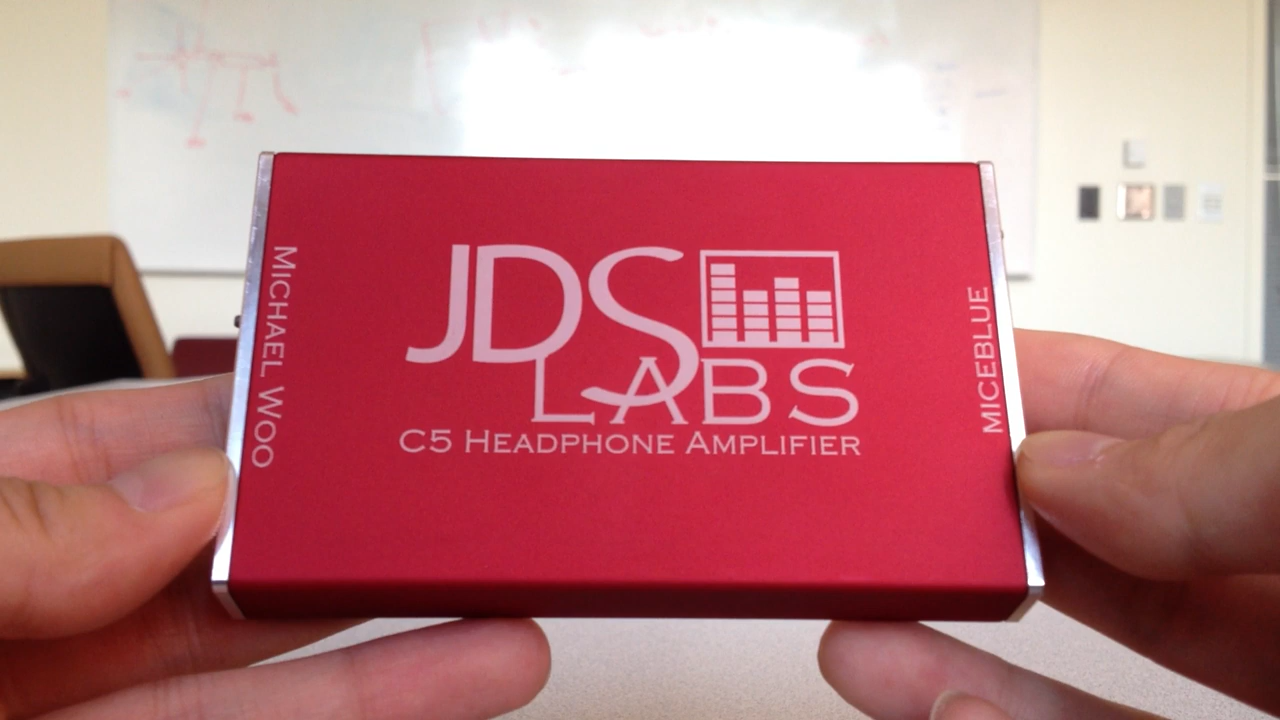 MICHAEL WOO
JDS
LABS
C5 HEADPHONE AMPLIFIER
MICEBLUE